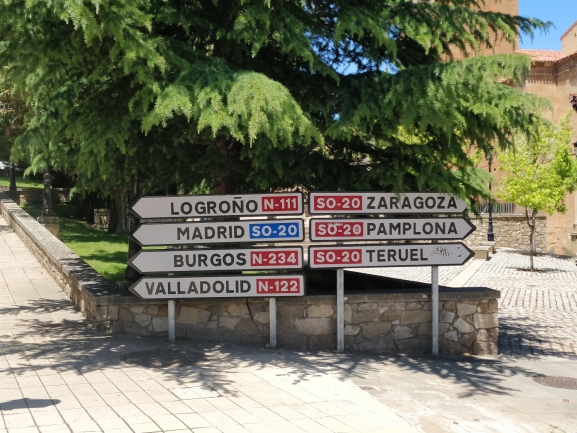 LOGROÑO N-111
MADRID SO-20
BURGOS N-234
VALLADOLID N-122
SO-20 ZARAGOZA
SO-20 PAMPLONA
SO-20 TERUEL